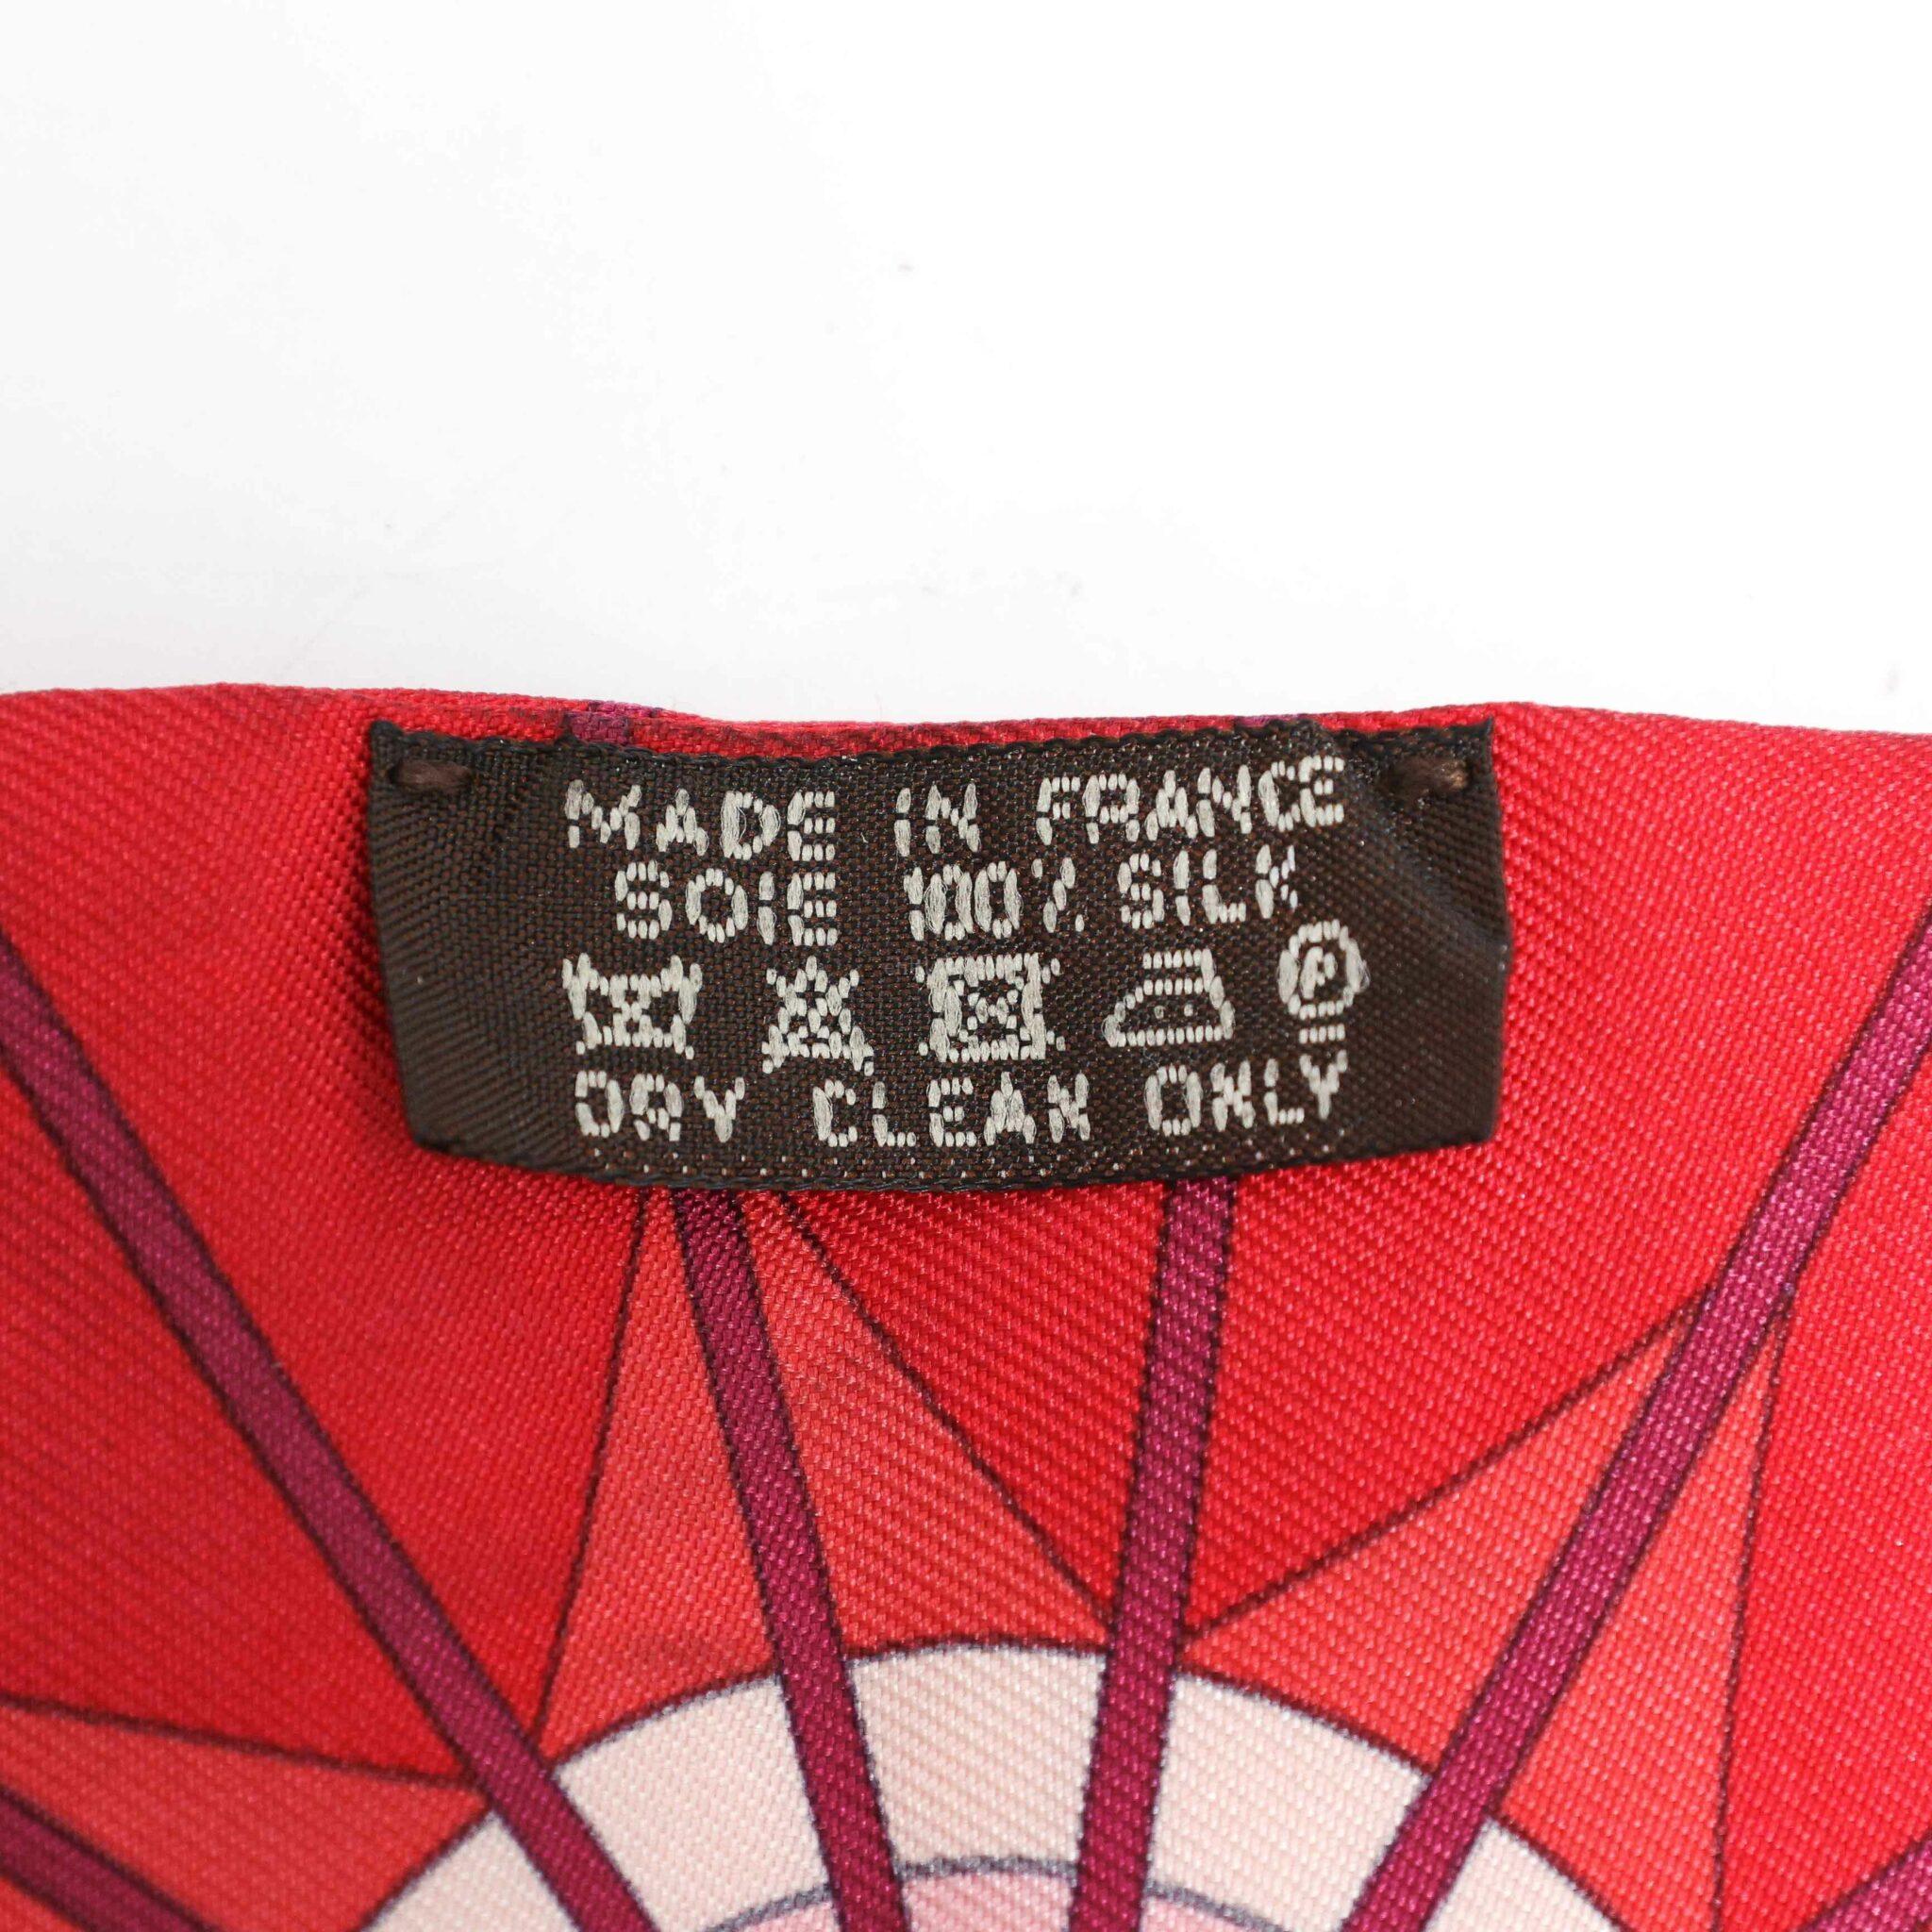 MADE IN FRANCE
SOIE 100% SILK
P
DRY CLEAN ONLY